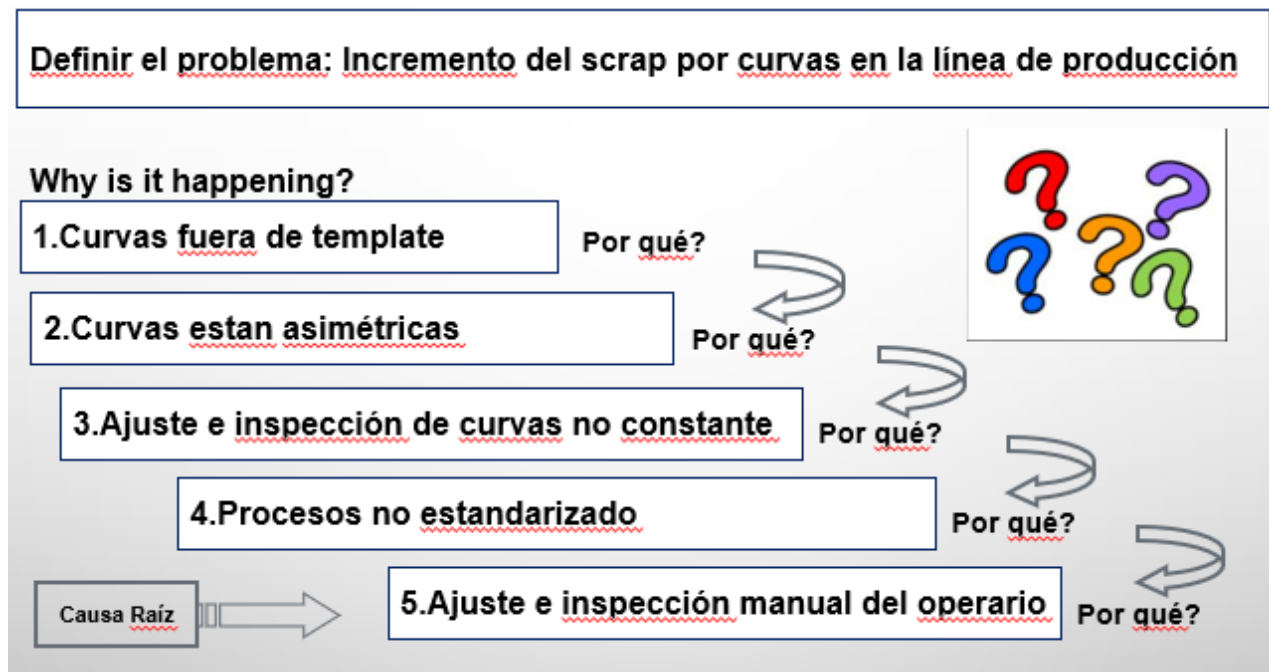 Definir el problema: Incremento del scrap por curvas en la línea de producción
Why is it happening?
1.Curvas fuera de template
Por qué?
2.Curvas estan asimétricas
Por qué?
3.Ajuste e inspección de curvas no constante
Por qué?
4.Procesos no estandarizado
Por qué?
Causa Raíz
5.Ajuste e inspección manual del operario
Por qué?